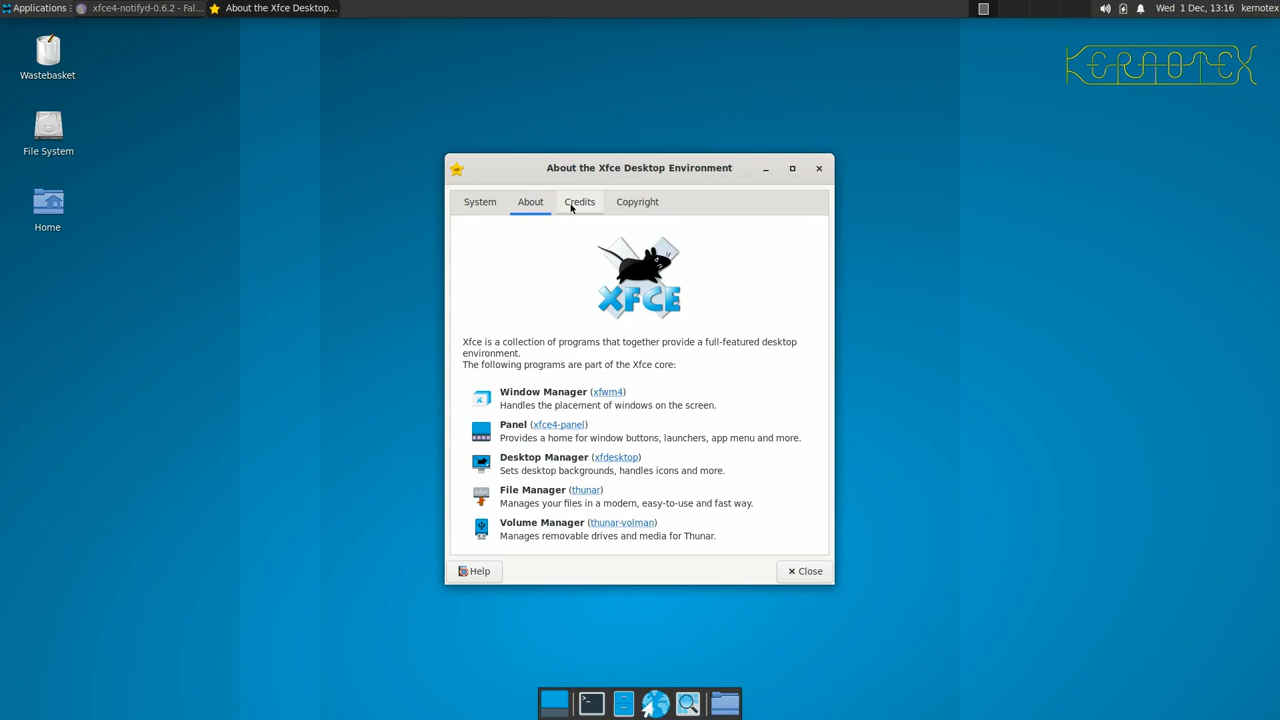 Applications
xfce4-notifyd-0.6.2 - Fal...
About the Xfce Desktop...
Wed 1 Dec, 13:16
kernotex
Wastebasket
File System
Home
KERNOTEX
About the Xfce Desktop Environment
System
About
Credits
Copyright
XFCE
Xfce is a collection of programs that together provide a full-featured desktop
environment.
The following programs are part of the Xfce core:
Window Manager (xfwm4)
Handles the placement of windows on the screen.
Panel (xfce4-panel)
Provides a home for window buttons, launchers, app menu and more.
Desktop Manager (xfdesktop)
Sets desktop backgrounds, handles icons and more.
File Manager (thunar)
Manages your files in a modern, easy-to-use and fast way.
Volume Manager (thunar-volman)
Manages removable drives and media for Thunar.
Help
Close